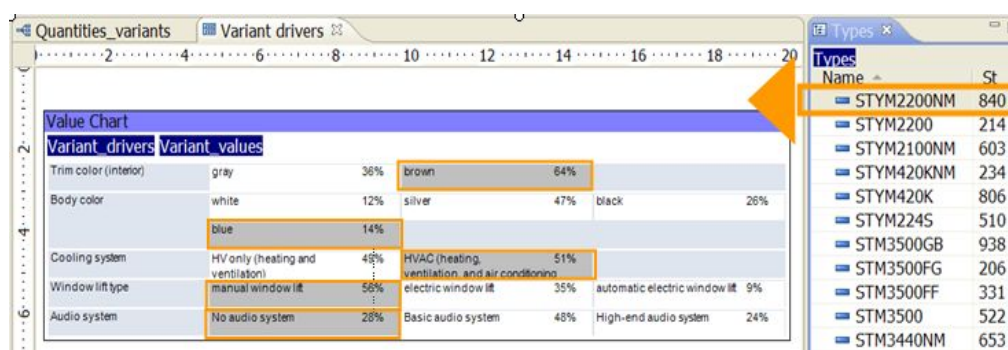 Quantities_variants Variant drivers
2 4 6 8 10 12 14 16 18 20
Value Chart
Variant_drivers Variant_values
Trim color (interior) gray 36% brown 64%
Body color white 12% silver 47% black 26%
blue 14%
Cooling system HV only (heating and 49% HVAC (heating, 51%
ventilation) ventilation, and air conditioning
Window lift type manual window lift 56% electric window lift 35% automatic electric window lift 9%
Audio system No audio system 28% Basic audio system 48% High-end audio system 24%
2
4
6
Types
Types
Name St
STYM2200NM 840
STYM2200 214
STYM2100NM 603
STYM420KNM 234
STYM420K 806
STYM224S 510
STM3500GB 938
STM3500FG 206
STM3500FF 331
STM3500 522
STM3440NM 653